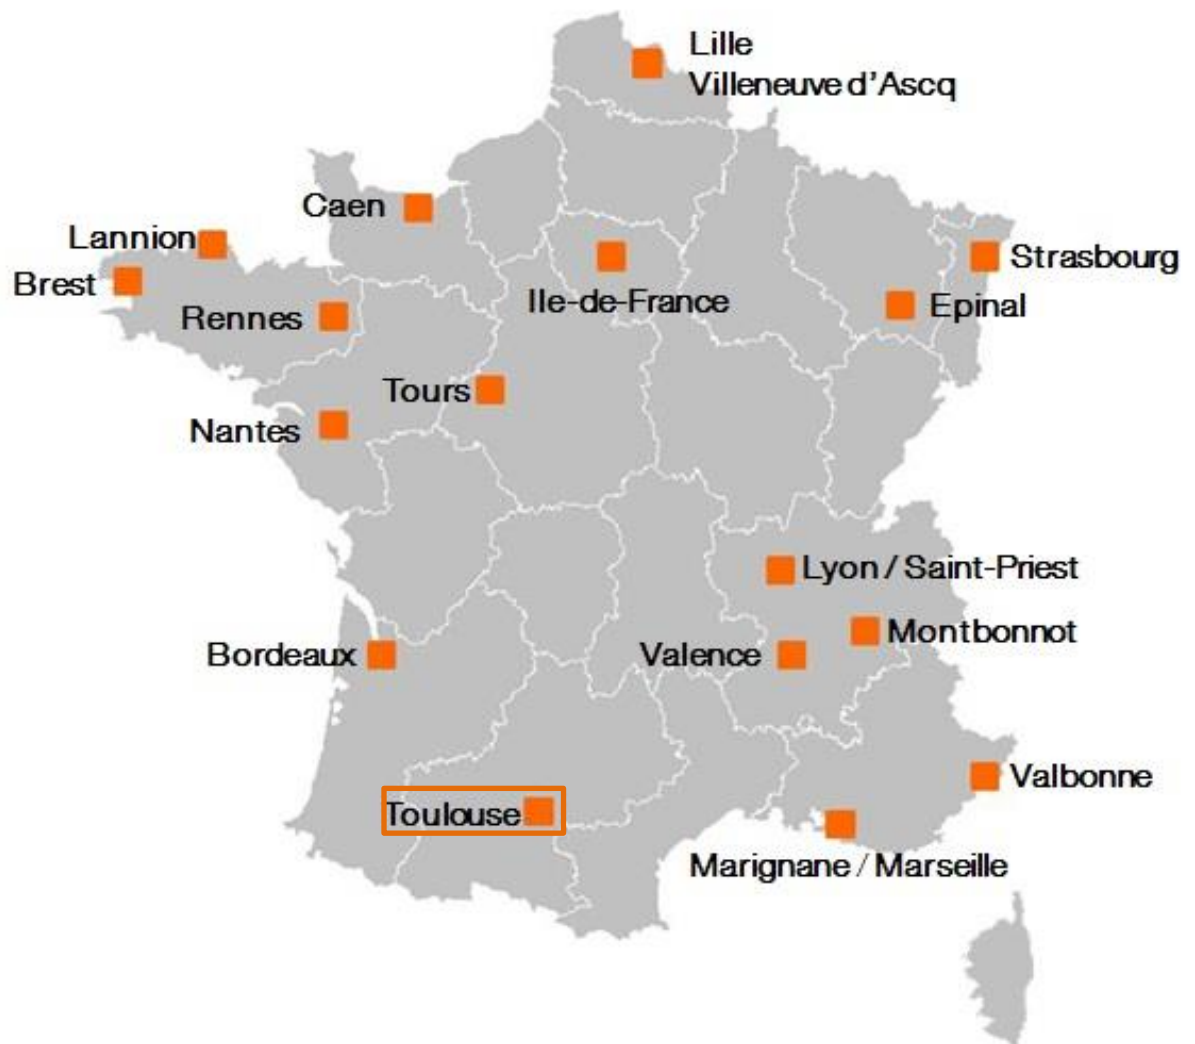 Lille
Villeneuve d'Ascq
Caen
Lannion
Strasbourg
Brest
Ile-de-France
Epinal
Rennes
Tours
Nantes
Lyon / Saint-Priest
Montbonnot
Bordeaux
Valence
Valbonne
Toulouse
Marignane / Marseille